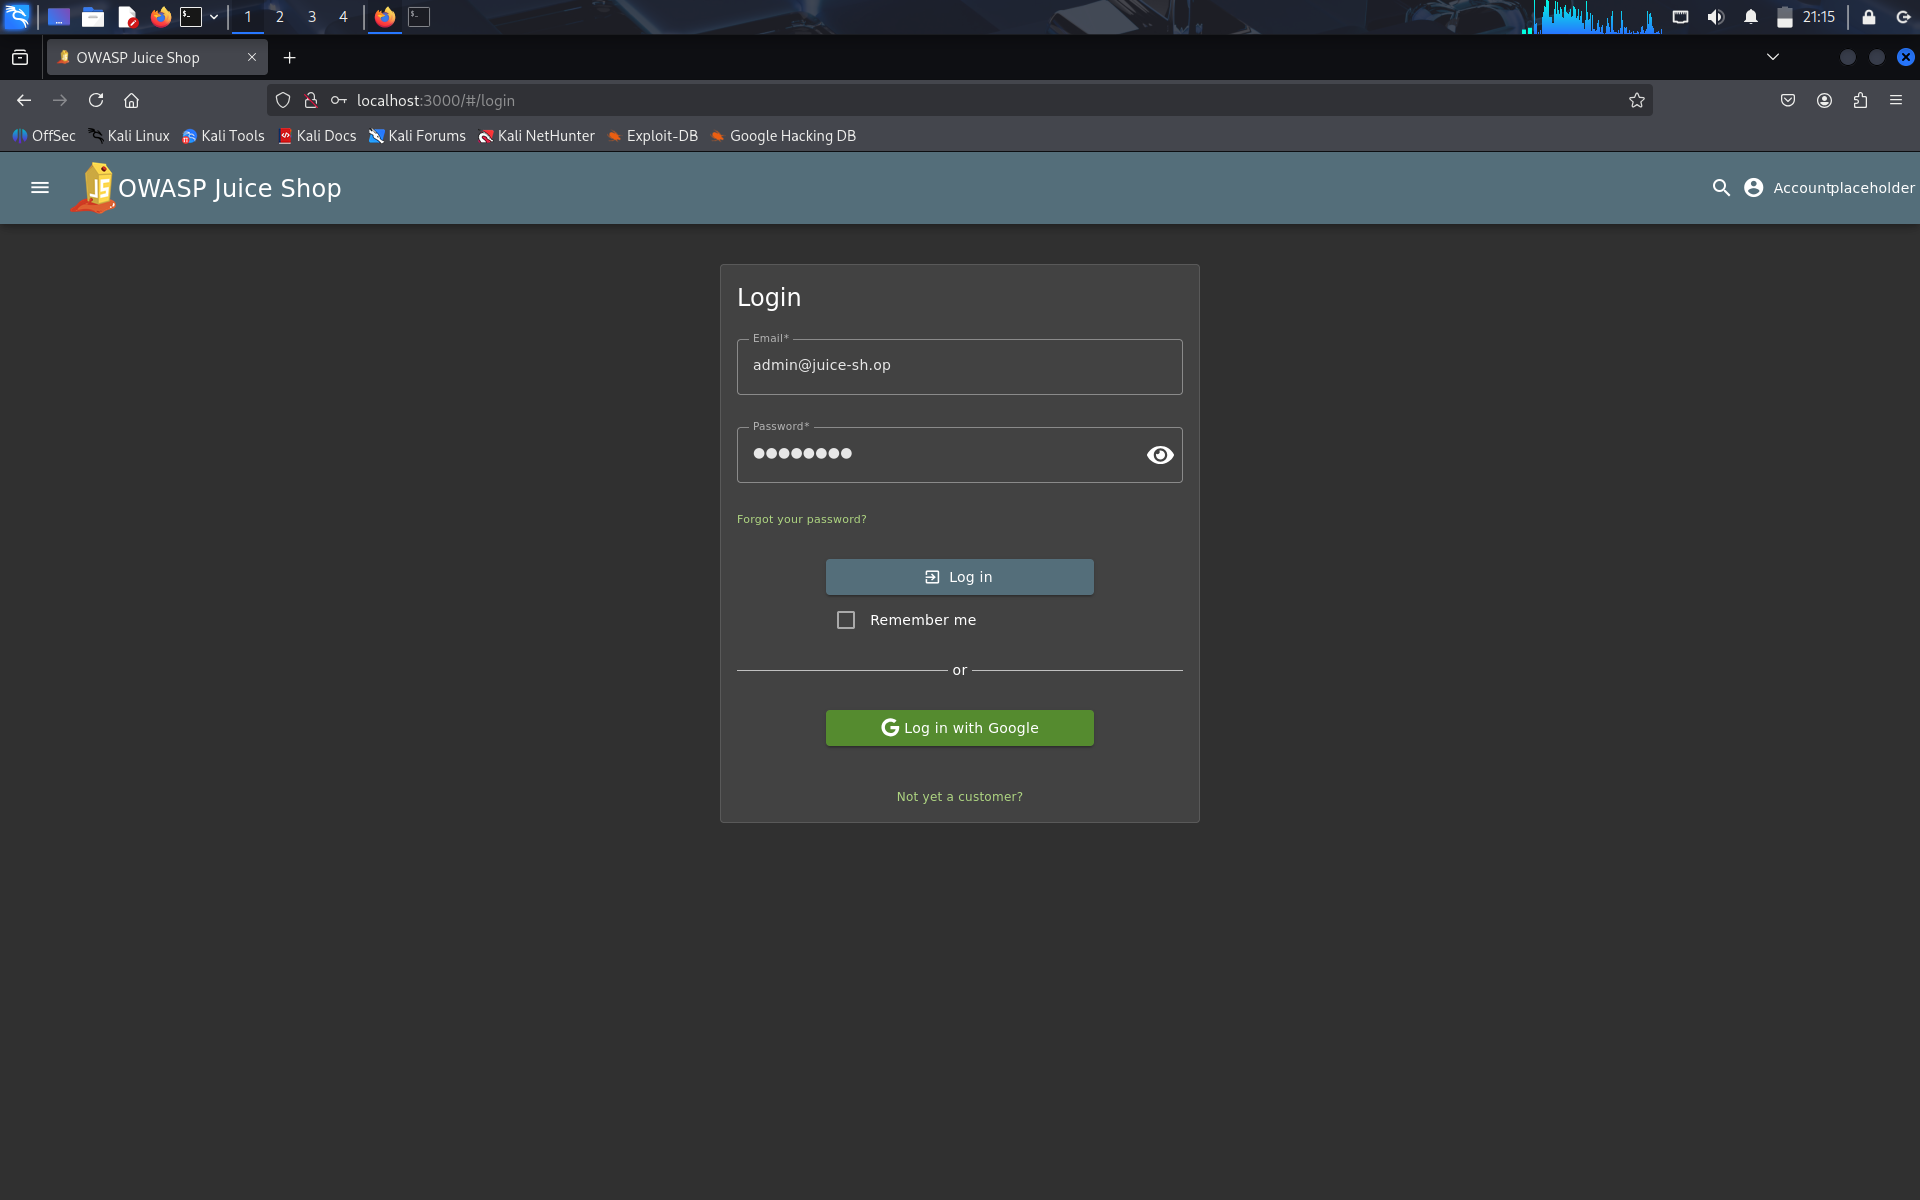 1 2 3 4 21:15
OWASP Juice Shop
localhost:3000/#/login
OffSec Kali Linux Kali Tools Kali Docs Kali Forums Kali NetHunter Exploit-DB Google Hacking DB
JS OWASP Juice Shop Accountplaceholder
Login
Email*
admin@juice-sh.op
Password*
Forgot your password?
Log in
Remember me
or
G Log in with Google
Not yet a customer?